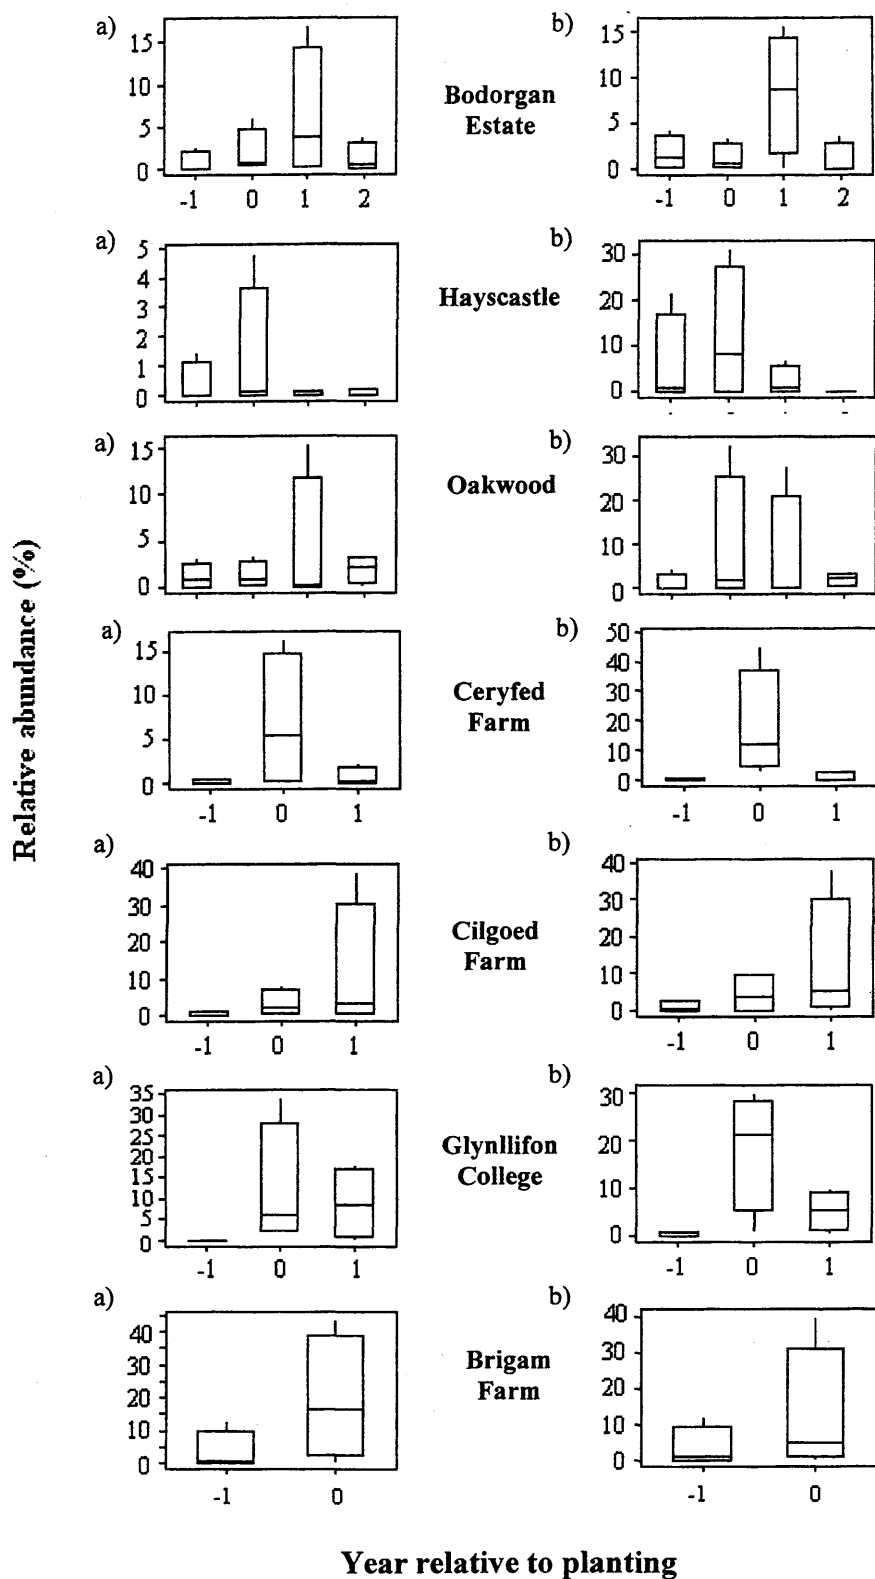 a)
b)
15
10
5
0
-1 0 1 2
Bodorgan
Estate
15
10
5
0
-1 0 1 2
a)
b)
5
4
3
2
1
0
Hayscastle
30
20
10
0
a)
b)
15
10
5
0
Oakwood
30
20
10
0
a)
b)
15
10
5
0
-1 0 1
Ceryfed
Farm
50
40
30
20
10
0
-1 0 1
a)
b)
40
30
20
10
0
-1 0 1
Cilgoed
Farm
40
30
20
10
0
-1 0 1
a)
b)
35
30
25
20
15
10
5
0
-1 0 1
Glynllifon
College
30
20
10
0
-1 0 1
a)
b)
40
30
20
10
0
-1 0
Brigam
Farm
40
30
20
10
0
-1 0
Relative abundance (%)
Year relative to planting